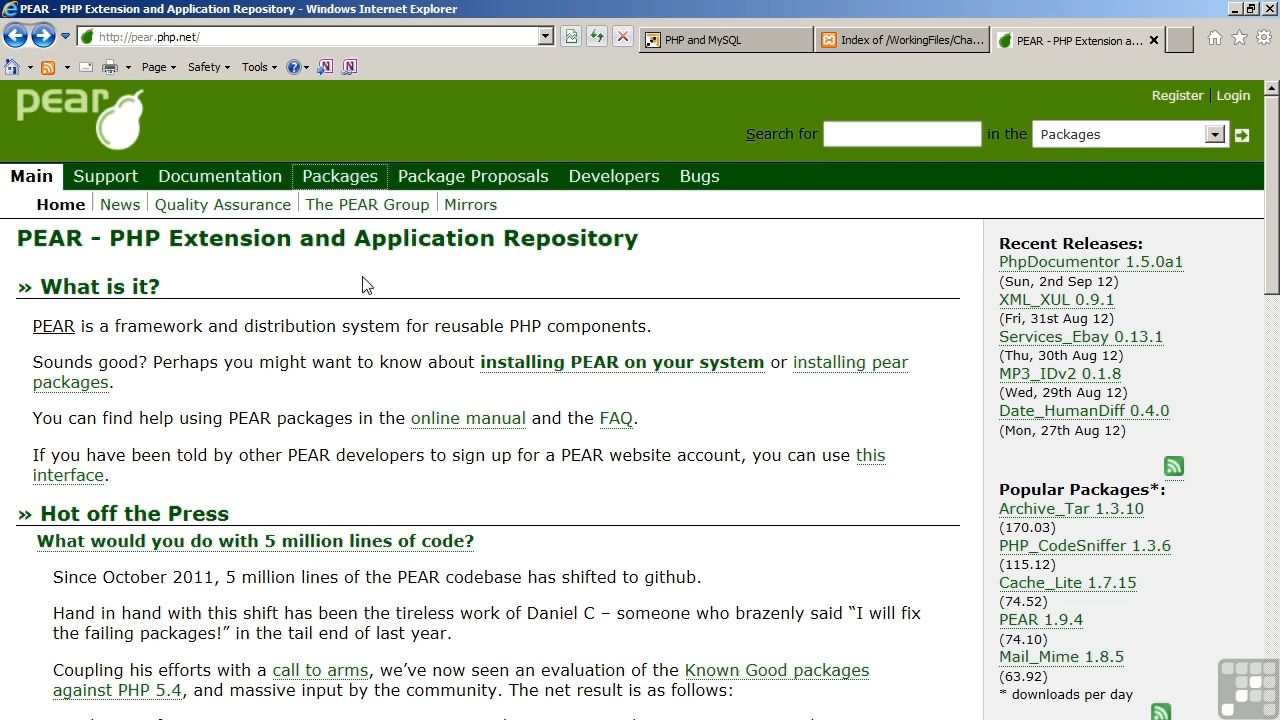 PEAR - PHP Extension and Application Repository - Windows Internet Explorer
http://pear.php.net/
PHP and MySQL
Index of /WorkingFiles/Cha...
PEAR - PHP Extension a...
Page
Safety
Tools
pear
Register
Login
Search for
in the
Packages
Main
Support
Documentation
Packages
Package Proposals
Developers
Bugs
Home
News
Quality Assurance
The PEAR Group
Mirrors
PEAR - PHP Extension and Application Repository
» What is it?
PEAR is a framework and distribution system for reusable PHP components.
Sounds good? Perhaps you might want to know about installing PEAR on your system or installing pear
packages.
You can find help using PEAR packages in the online manual and the FAQ.
If you have been told by other PEAR developers to sign up for a PEAR website account, you can use this
interface.
» Hot off the Press
What would you do with 5 million lines of code?
Since October 2011, 5 million lines of the PEAR codebase has shifted to github.
Hand in hand with this shift has been the tireless work of Daniel C – someone who brazenly said “I will fix
the failing packages!” in the tail end of last year.
Coupling his efforts with a call to arms, we’ve now seen an evaluation of the Known Good packages
against PHP 5.4, and massive input by the community. The net result is as follows:
Recent Releases:
PhpDocumentor 1.5.0a1
(Sun, 2nd Sep 12)
XML_XUL 0.9.1
(Fri, 31st Aug 12)
Services_Ebay 0.13.1
(Thu, 30th Aug 12)
MP3_IDv2 0.1.8
(Wed, 29th Aug 12)
Date_HumanDiff 0.4.0
(Mon, 27th Aug 12)
Popular Packages*:
Archive_Tar 1.3.10
(170.03)
PHP_CodeSniffer 1.3.6
(115.12)
Cache_Lite 1.7.15
(74.52)
PEAR 1.9.4
(74.10)
Mail_Mime 1.8.5
(63.92)
* downloads per day